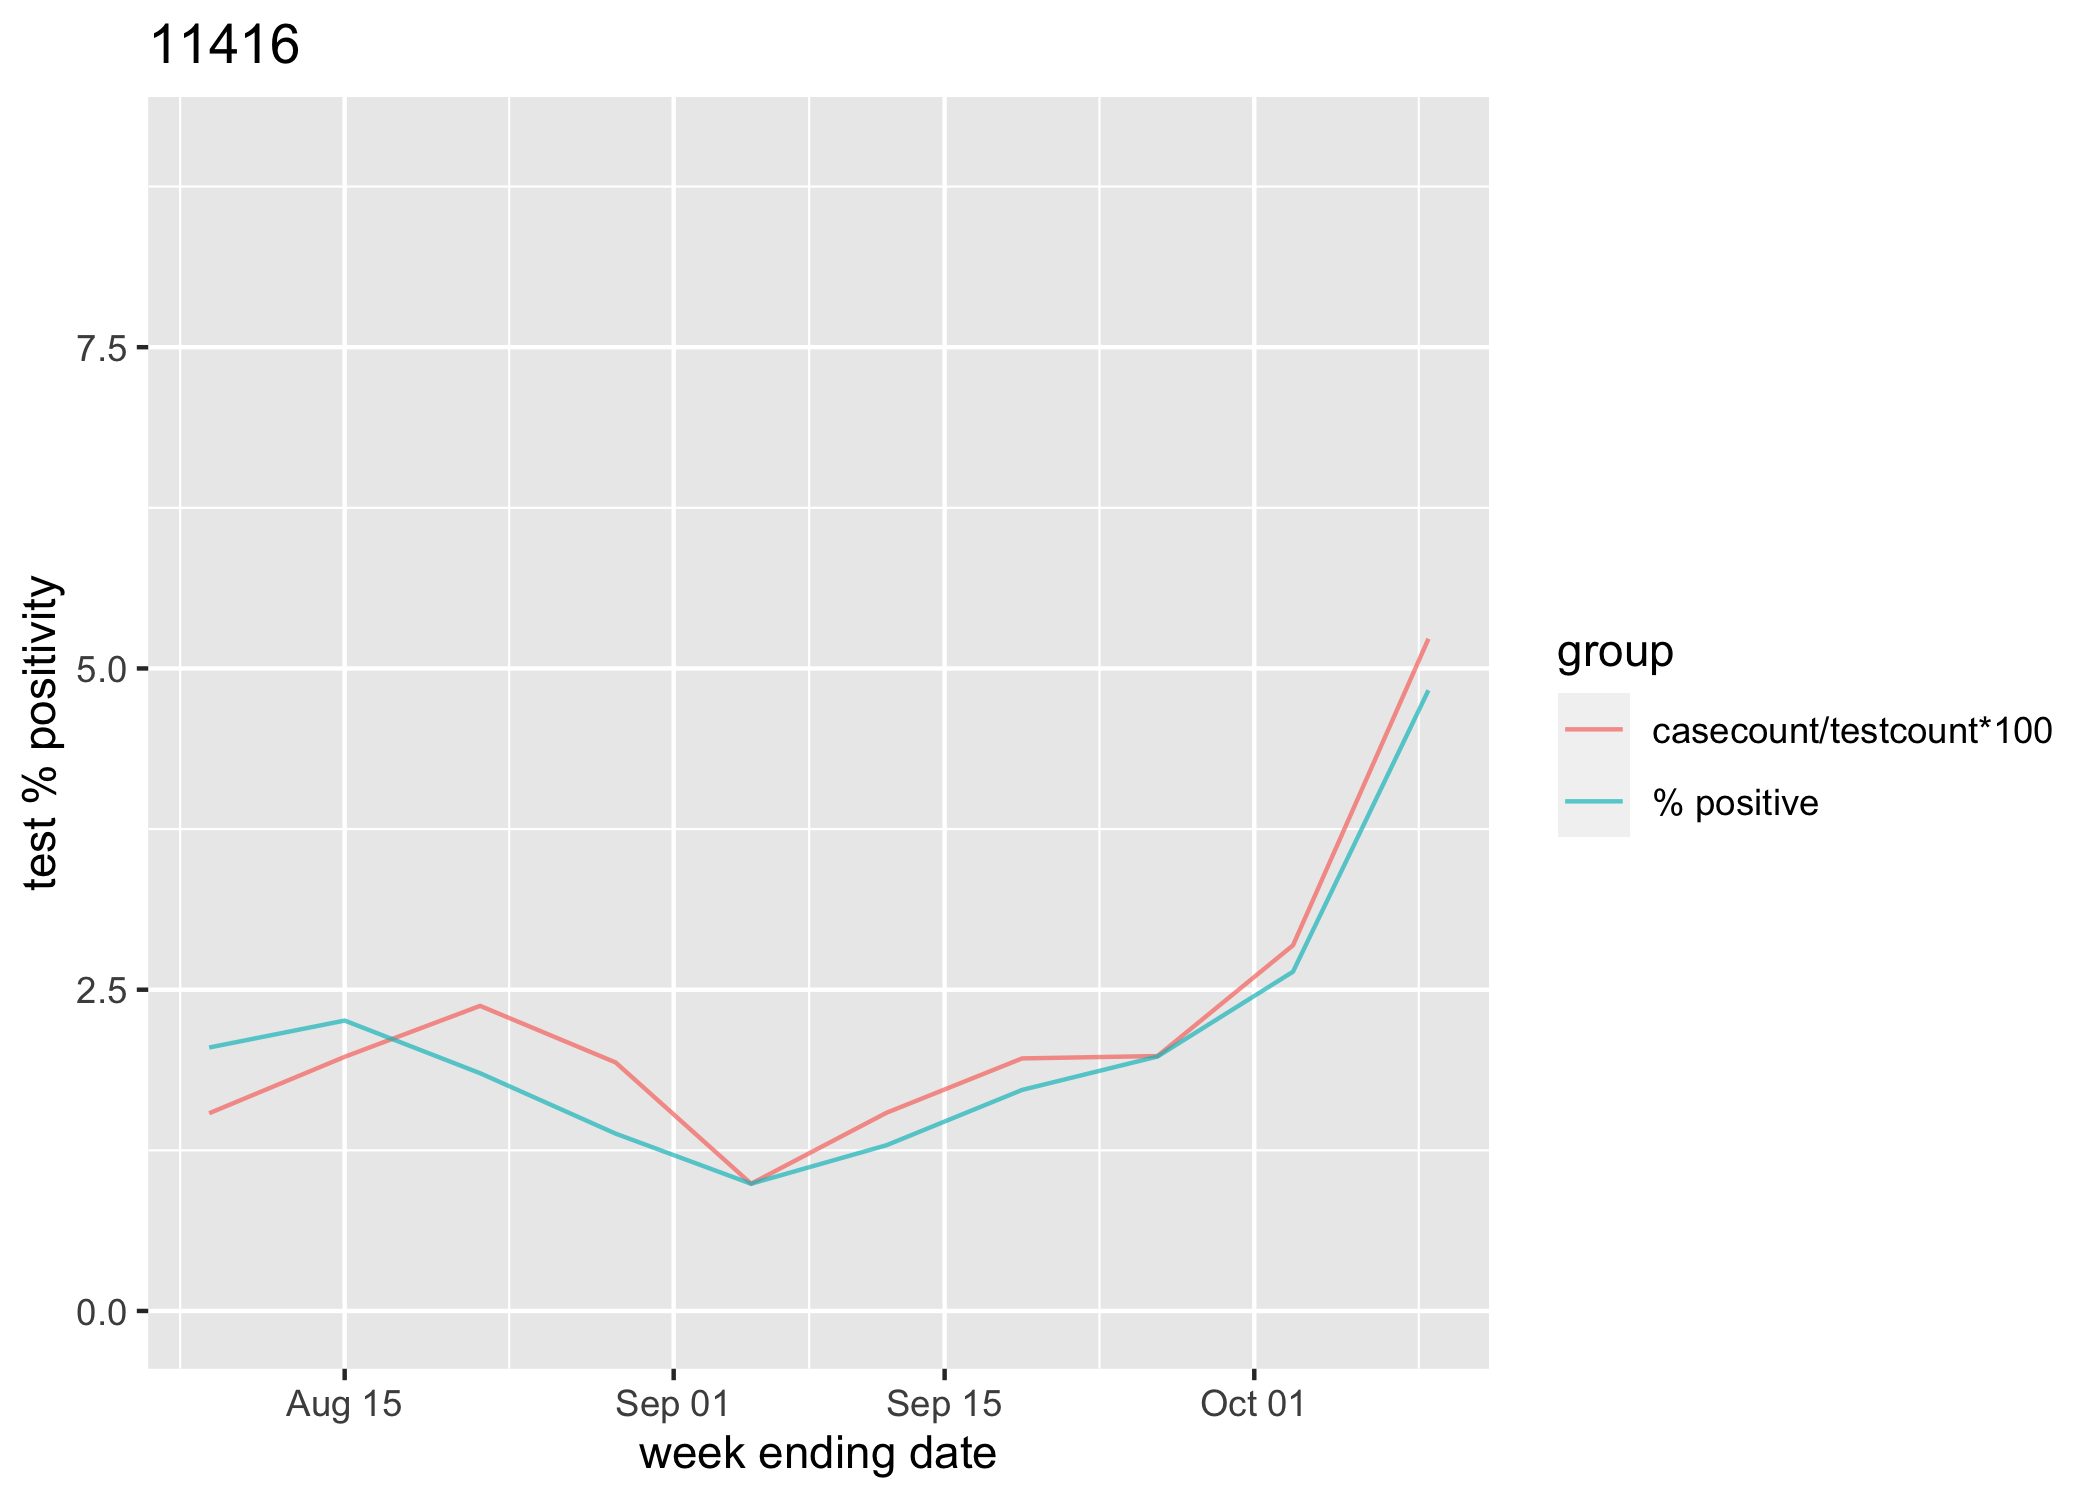 11416
test % positivity
7.5
5.0
2.5
0.0
Aug 15
Sep 01
Sep 15
Oct 01
week ending date
group
casecount/testcount*100
% positive